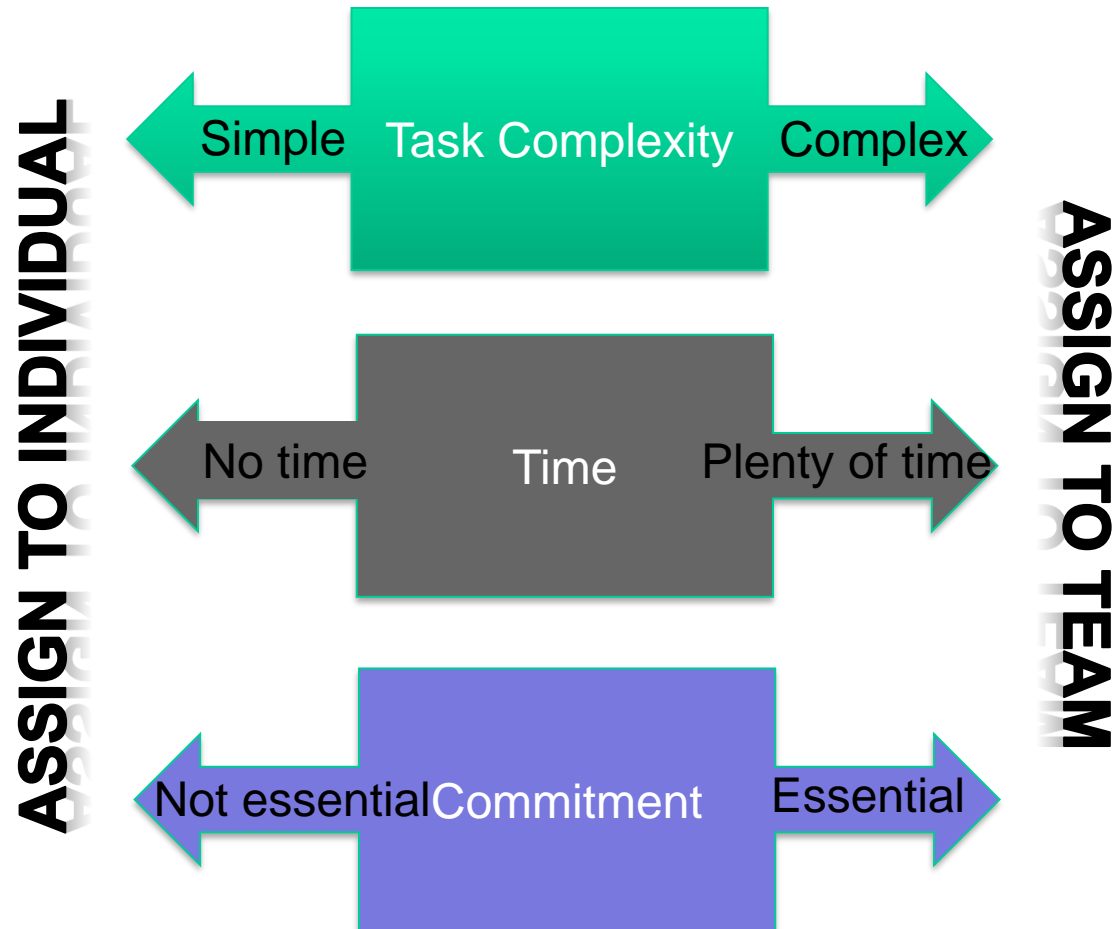 ASSIGN TO INDIVIDUAL
Simple Task Complexity Complex
No time Time Plenty of time
Not essential Commitment Essential
ASSIGN TO TEAM